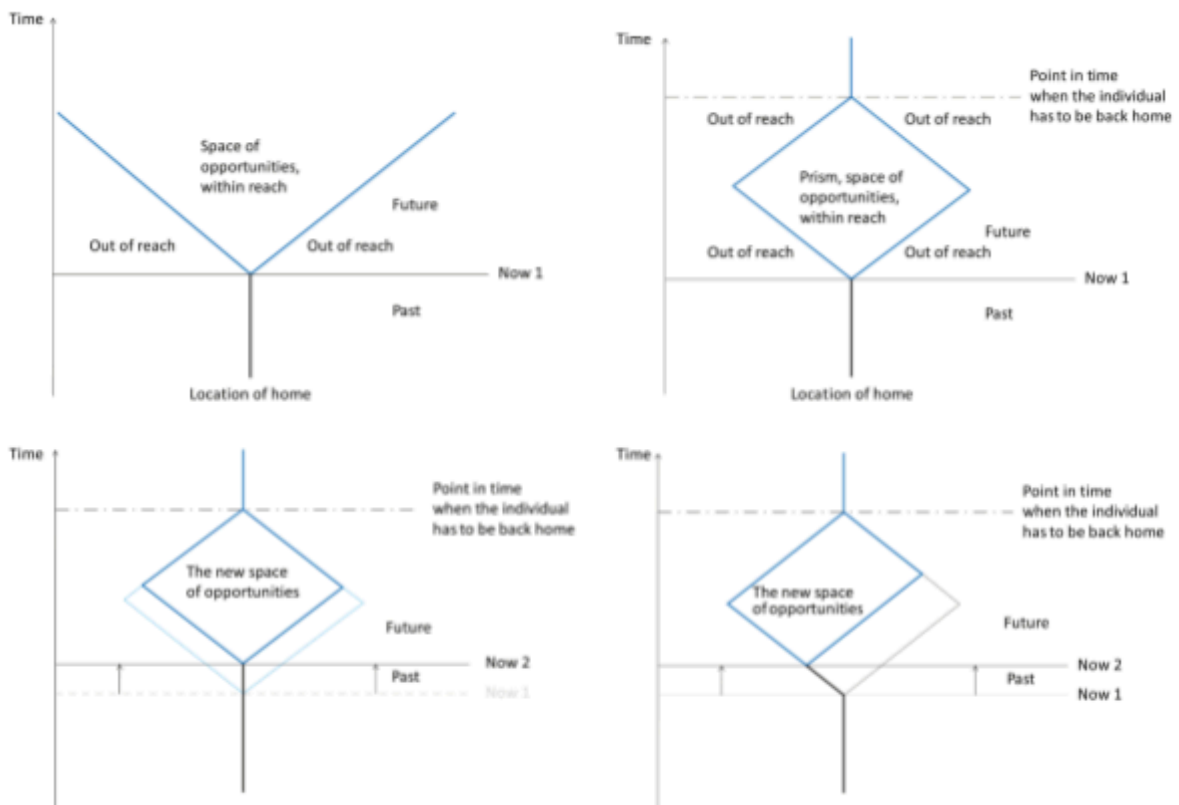 Time
Space of
opportunities,
within reach
Future
Out of reach
Out of reach
Now 1
Past
Location of home
Time
Point in time
when the individual
has to be back home
Out of reach
Out of reach
Prism, space of
opportunities,
within reach
Future
Out of reach
Out of reach
Now 1
Past
Location of home
Time
Point in time
when the individual
has to be back home
The new space
of opportunities
Future
Now 2
Past
Now 1
Time
Point in time
when the individual
has to be back home
The new space
of opportunities
Future
Now 2
Past
Now 1